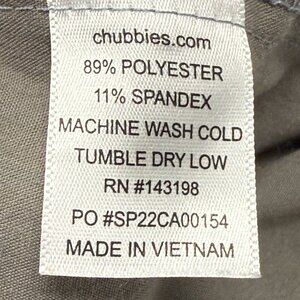 chubbies.com
89% POLYESTER
11% SPANDEX
MACHINE WASH COLD
TUMBLE DRY LOW
RN #143198
PO #SP22CA00154
MADE IN VIETNAM